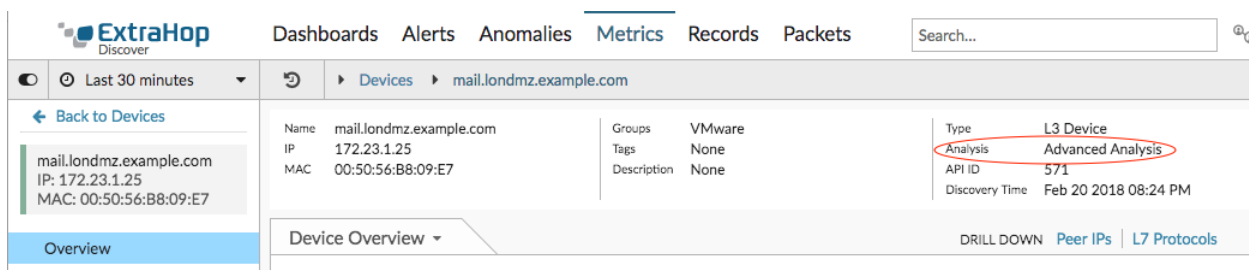 ExtraHop
Discover
Dashboards Alerts Anomalies Metrics Records Packets
Search...
Last 30 minutes
Devices mail.londmz.example.com
Back to Devices
mail.londmz.example.com
IP: 172.23.1.25
MAC: 00:50:56:B8:09:E7
Overview
Name mail.londmz.example.com
IP 172.23.1.25
MAC 00:50:56:B8:09:E7
Groups VMware
Tags None
Description None
Type L3 Device
Analysis Advanced Analysis
API ID 571
Discovery Time Feb 20 2018 08:24 PM
Device Overview
DRILL DOWN Peer IPs L7 Protocols